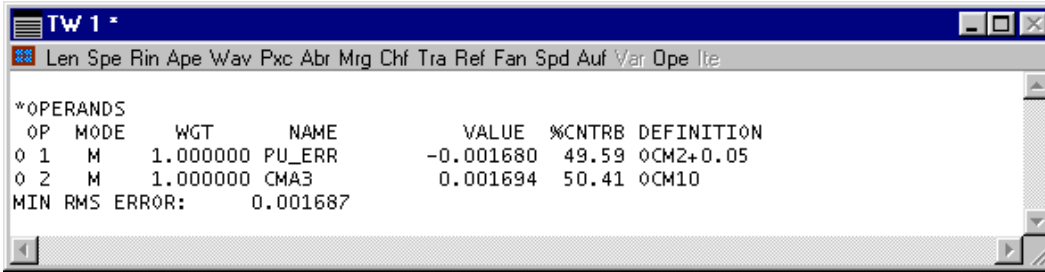 TW 1 *
Len Spe Rin Ape Wav Pxc Abr Mrg Chf Tra Ref Fan Spd Auf Var Ope Ite
*OPERANDS
OP MODE WGT NAME VALUE %CNTRB DEFINITION
O 1 M 1.000000 PU_ERR -0.001680 49.59 OCM2+0.05
O 2 M 1.000000 CMA3 0.001694 50.41 OCM10
MIN RMS ERROR: 0.001687